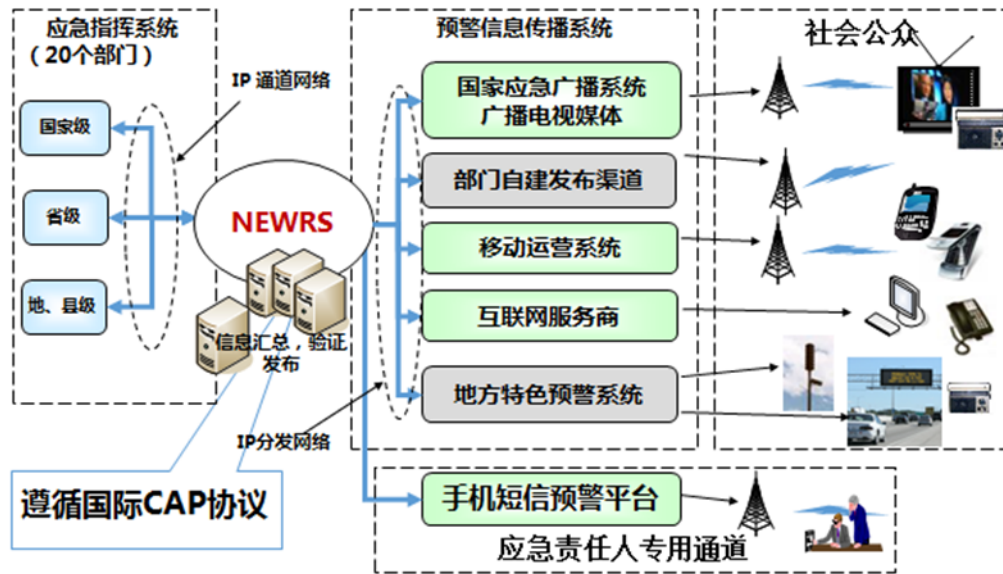 应急指挥系统
（20个部门）
国家级
省级
地、县级
IP 通道网络
NEWRS
信息汇总，验证
发布
IP分发网络
遵循国际CAP协议
预警信息传播系统
国家应急广播系统
广播电视媒体
部门自建发布渠道
移动运营系统
互联网服务商
地方特色预警系统
社会公众
手机短信预警平台
应急责任人专用通道